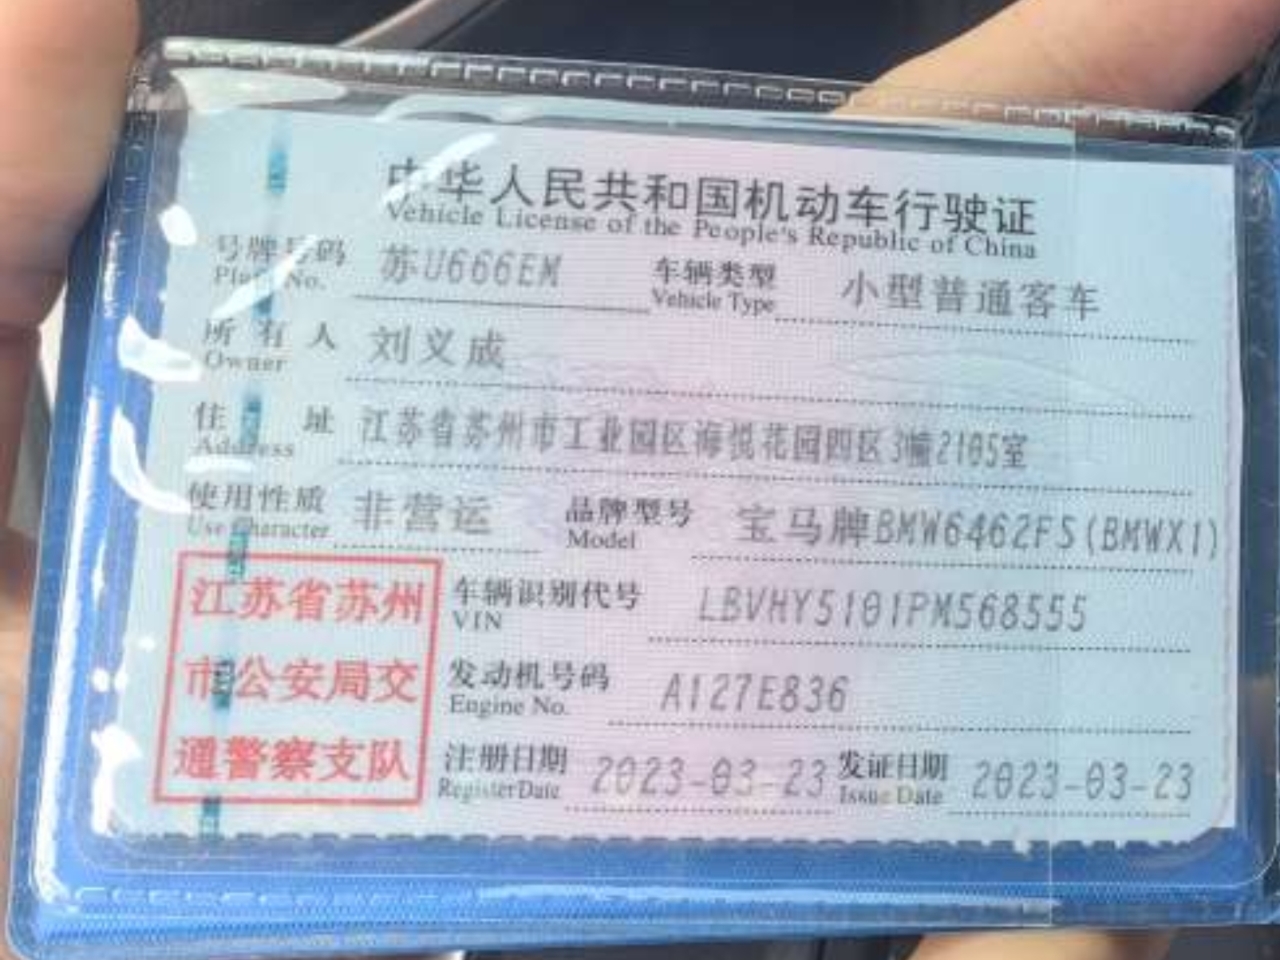 中华人民共和国机动车行驶证
Vehicle License of the People's Republic of China
号牌号码 苏U666EM 车辆类型 小型普通客车
Plate No. Vehicle Type
所有人 刘义成
Owner
住址 江苏省苏州市工业园区海悦花园四区3幢2105室
Address
使用性质 非营运 品牌型号 宝马牌BMW6462FS(BMWX1)
Use Character Model
江苏省苏州
市公安局交
通警察支队
车辆识别代号 LBVHY5101PM568555
VIN
发动机号码 A127E836
Engine No.
注册日期 2023-03-23 发证日期 2023-03-23
Register Date Issue Date